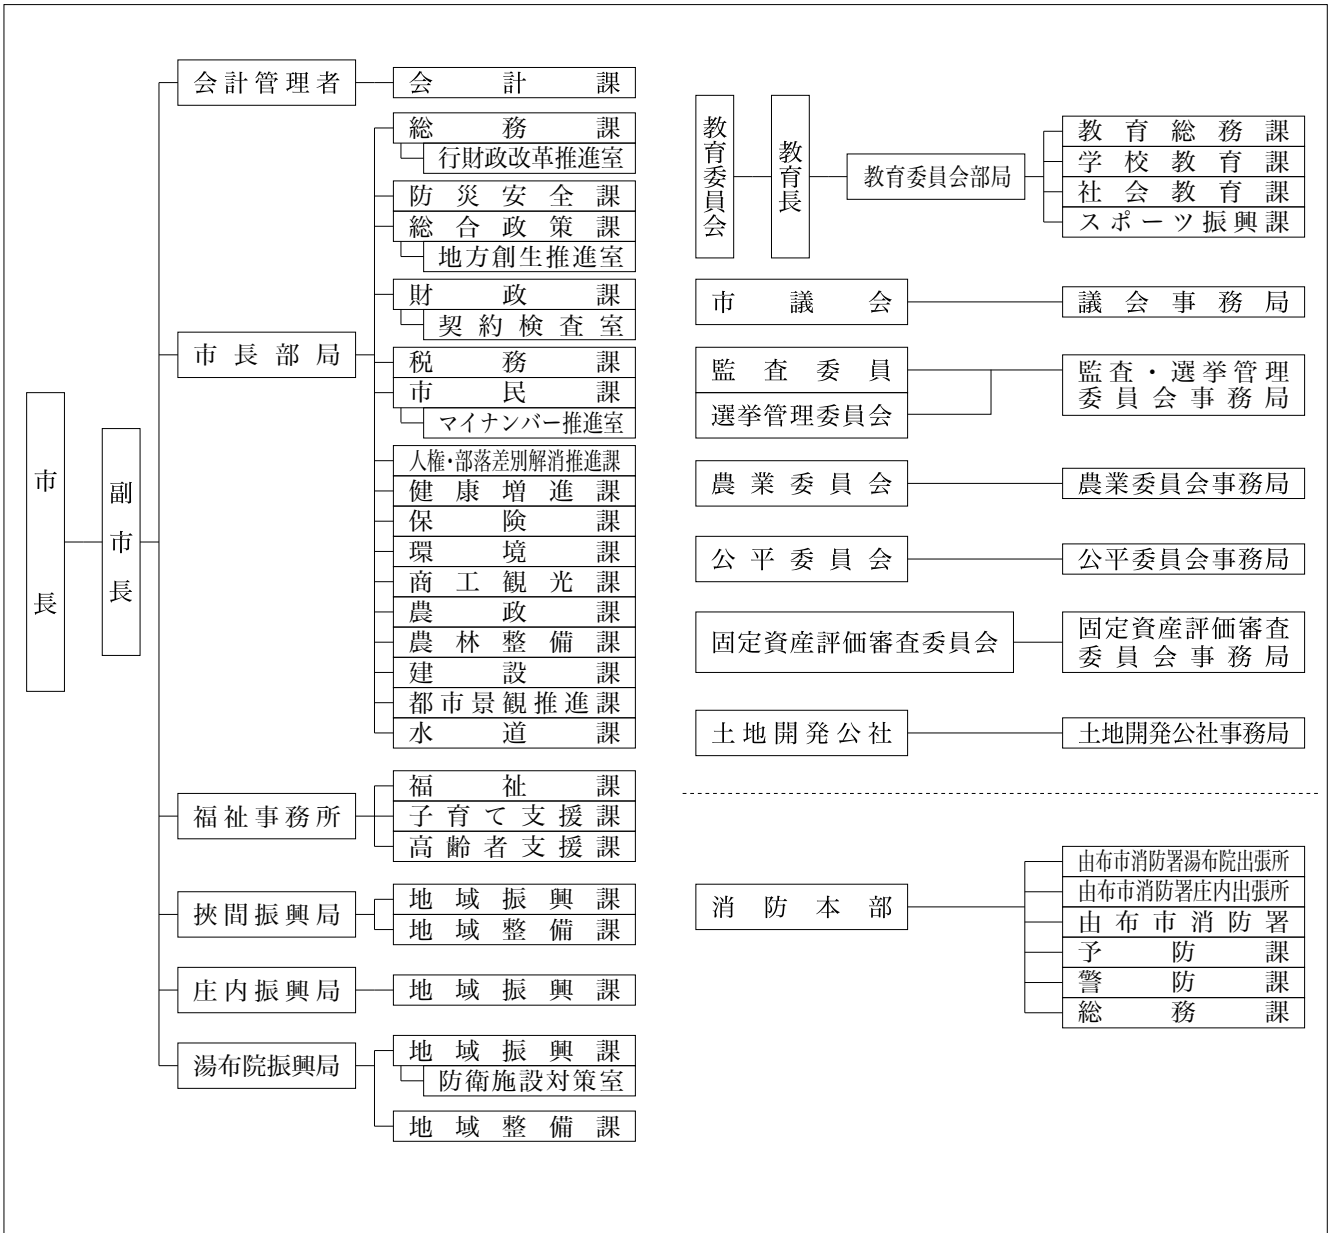 市長
副市長
会計管理者
会計課
市長部局
総務課
行財政改革推進室
防災安全課
総合政策課
地方創生推進室
財政課
契約検査室
税務課
市民課
マイナンバー推進室
人権・部落差別解消推進課
健康増進課
保険課
環境課
商工観光課
農政課
農林整備課
建設課
都市景観推進課
水道課
福祉事務所
福祉課
子育て支援課
高齢者支援課
挾間振興局
地域振興課
地域整備課
庄内振興局
地域振興課
湯布院振興局
地域振興課
防衛施設対策室
地域整備課
教育委員会
教育長
教育委員会部局
教育総務課
学校教育課
社会教育課
スポーツ振興課
市議会
議会事務局
監査委員
選挙管理委員会
監査・選挙管理
委員会事務局
農業委員会
農業委員会事務局
公平委員会
公平委員会事務局
固定資産評価審査委員会
固定資産評価審査
委員会事務局
土地開発公社
土地開発公社事務局
消防本部
由布市消防署湯布院出張所
由布市消防署庄内出張所
由布市消防署
予防課
警防課
総務課